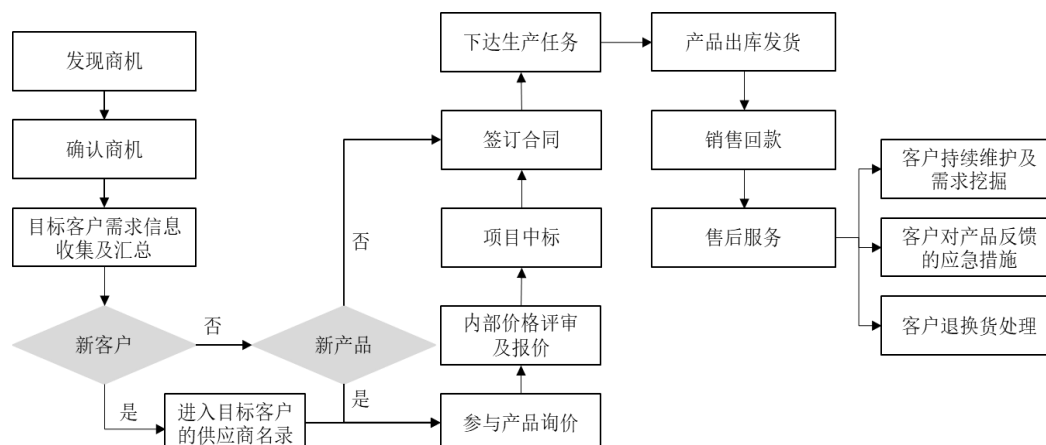 发现商机
确认商机
目标客户需求信息
收集及汇总
新客户
否
是
进入目标客户
的供应商名录
新产品
否
是
参与产品询价
内部价格评审
及报价
项目中标
签订合同
下达生产任务
产品出库发货
销售回款
售后服务
客户持续维护及
需求挖掘
客户对产品反馈
的应急措施
客户退换货处理